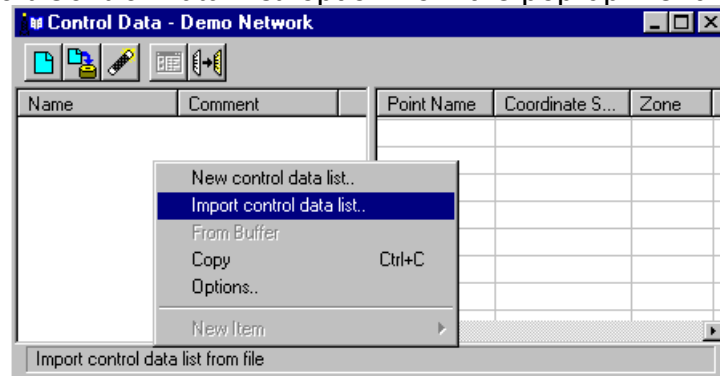 Control Data - Demo Network
Name Comment Point Name Coordinate S... Zone
New control data list..
Import control data list..
From Buffer
Copy Ctrl+C
Options..
New Item
Import control data list from file